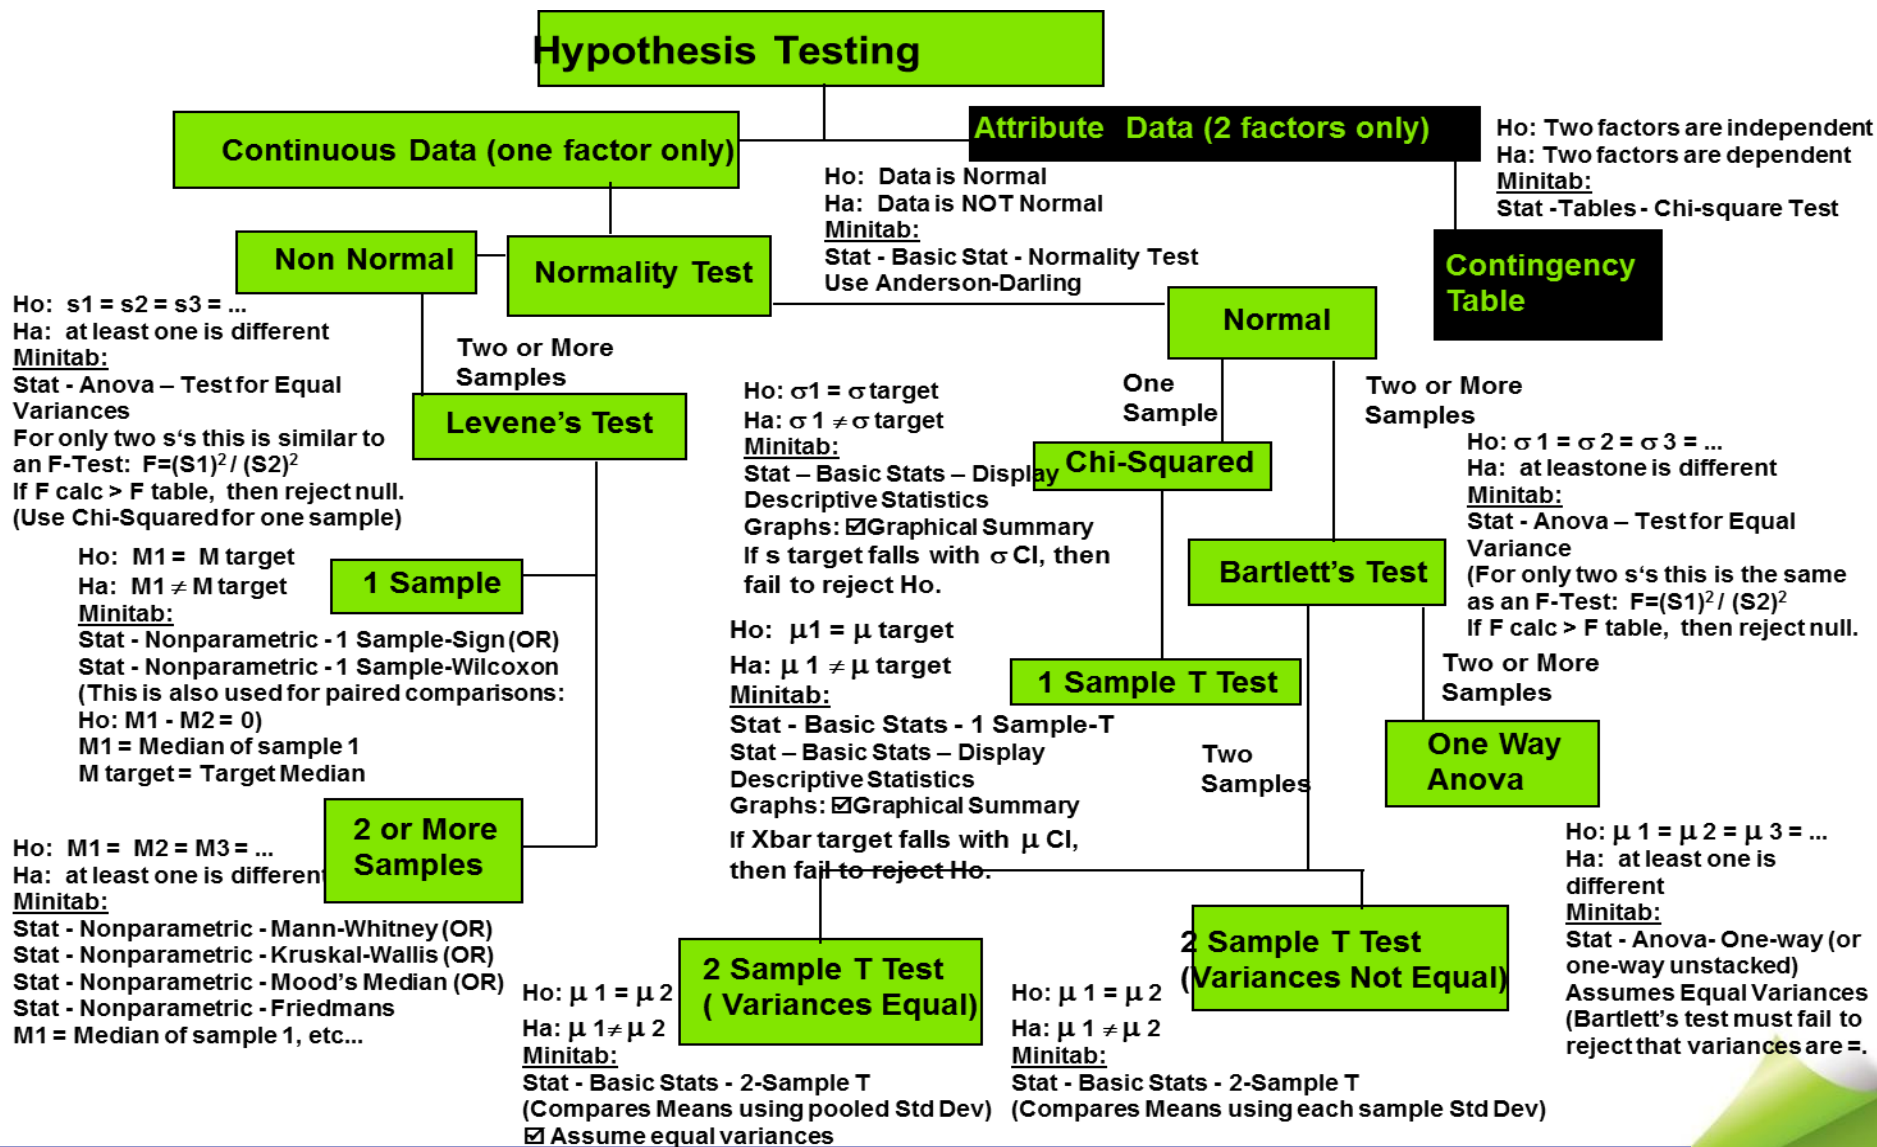 Hypothesis Testing
Continuous Data (one factor only)
Attribute Data (2 factors only)
Ho: Two factors are independent
Ha: Two factors are dependent
Minitab:
Stat -Tables - Chi-square Test
Ho: Data is Normal
Ha: Data is NOT Normal
Minitab:
Stat - Basic Stat - Normality Test
Use Anderson-Darling
Non Normal
Normality Test
Contingency
Table
Normal
Ho: s1 = s2 = s3 = ...
Ha: at least one is different
Minitab:
Stat - Anova – Test for Equal
Variances
For only two s‘s this is similar to
an F-Test: F=(S1)² / (S2)²
If F calc > F table, then reject null.
(Use Chi-Squared for one sample)
Two or More
Samples
Levene’s Test
Ho: σ1 = σ target
Ha: σ 1 ≠ σ target
Minitab:
Stat – Basic Stats – Display
Descriptive Statistics
Graphs: ☑Graphical Summary
If s target falls with σ CI, then
fail to reject Ho.
One
Sample
Chi-Squared
Two or More
Samples
Ho: σ 1 = σ 2 = σ 3 = ...
Ha: at leastone is different
Minitab:
Stat - Anova – Test for Equal
Variance
(For only two s‘s this is the same
as an F-Test: F=(S1)² / (S2)²
If F calc > F table, then reject null.
Bartlett’s Test
Ho: M1 = M target
Ha: M1 ≠ M target
Minitab:
Stat - Nonparametric - 1 Sample-Sign (OR)
Stat - Nonparametric - 1 Sample-Wilcoxon
(This is also used for paired comparisons:
Ho: M1 - M2 = 0)
M1 = Median of sample 1
M target = Target Median
1 Sample
Ho: μ1 = μ target
Ha: μ 1 ≠ μ target
Minitab:
Stat - Basic Stats - 1 Sample-T
Stat – Basic Stats – Display
Descriptive Statistics
Graphs: ☑Graphical Summary
If Xbar target falls with μ CI,
then fail to reject Ho.
1 Sample T Test
Two
Samples
Two or More
Samples
One Way
Anova
2 or More
Samples
Ho: M1 = M2 = M3 = ...
Ha: at least one is different
Minitab:
Stat - Nonparametric - Mann-Whitney (OR)
Stat - Nonparametric - Kruskal-Wallis (OR)
Stat - Nonparametric - Mood’s Median (OR)
Stat - Nonparametric - Friedmans
M1 = Median of sample 1, etc...
Ho: μ 1 = μ 2 = μ 3 = ...
Ha: at least one is
different
Minitab:
Stat - Anova- One-way (or
one-way unstacked)
Assumes Equal Variances
(Bartlett’s test must fail to
reject that variances are =.
2 Sample T Test
( Variances Equal)
Ho: μ 1 = μ 2
Ha: μ 1≠ μ 2
Minitab:
Stat - Basic Stats - 2-Sample T
(Compares Means using pooled Std Dev)
☑ Assume equal variances
2 Sample T Test
(Variances Not Equal)
Ho: μ 1 = μ 2
Ha: μ 1 ≠ μ 2
Minitab:
Stat - Basic Stats - 2-Sample T
(Compares Means using each sample Std Dev)